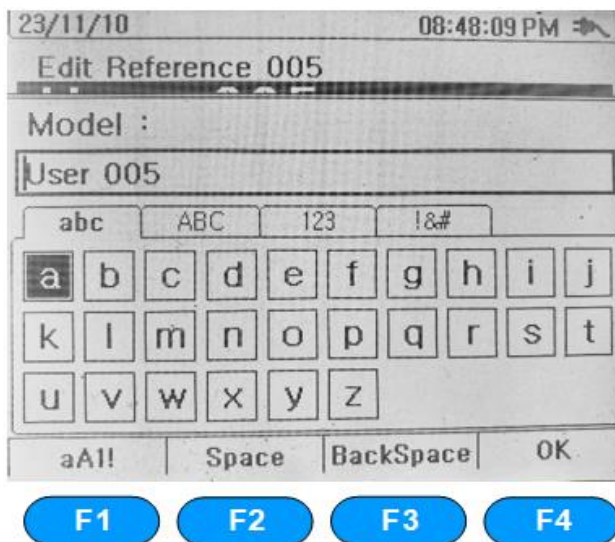 23/11/10 08:48:09 PM
Edit Reference 005
Model :
User 005
abc ABC 123 !&#
a b c d e f g h i j
k l m n o p q r s t
u v w x y z
aA1! Space BackSpace OK
F1 F2 F3 F4